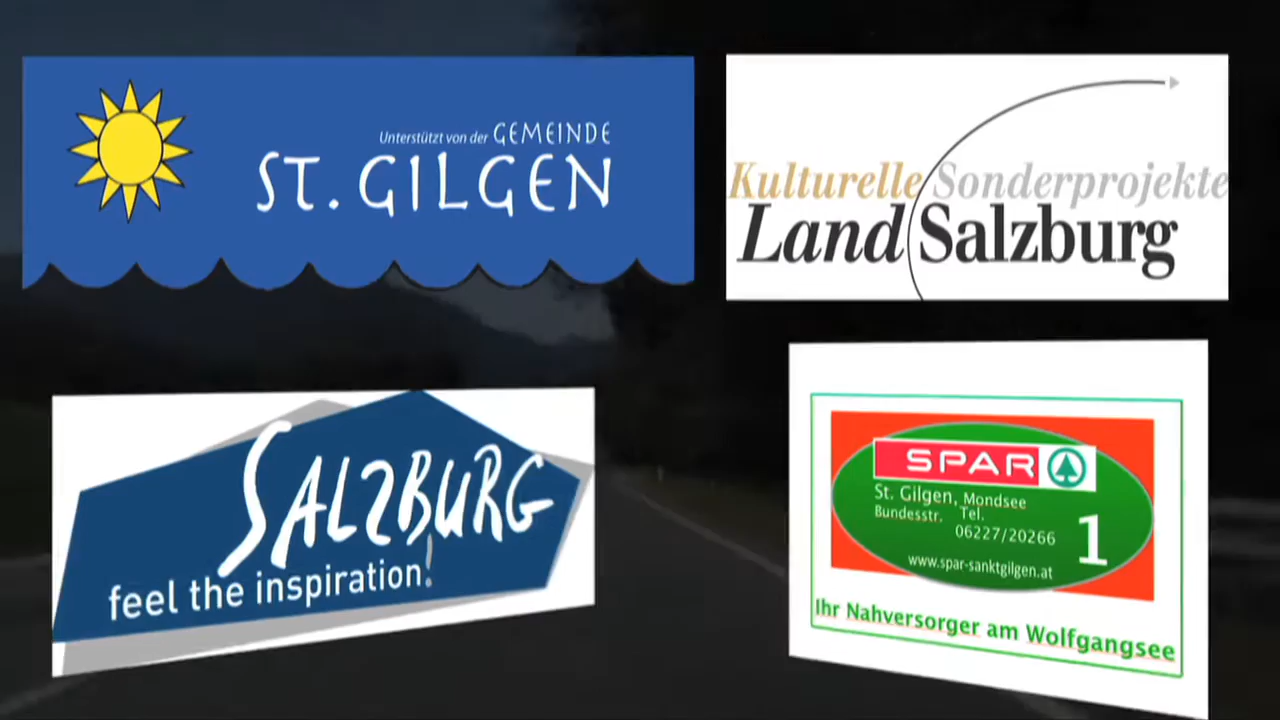 Unterstützt von der GEMEINDE
ST. GILGEN
Kulturelle Sonderprojekte
Land Salzburg
SALZBURG
feel the inspiration!
SPAR
St. Gilgen, Mondsee
Bundesstr. Tel.
06227/20266
1
www.spar-sanktgilgen.at
Ihr Nahversorger am Wolfgangsee